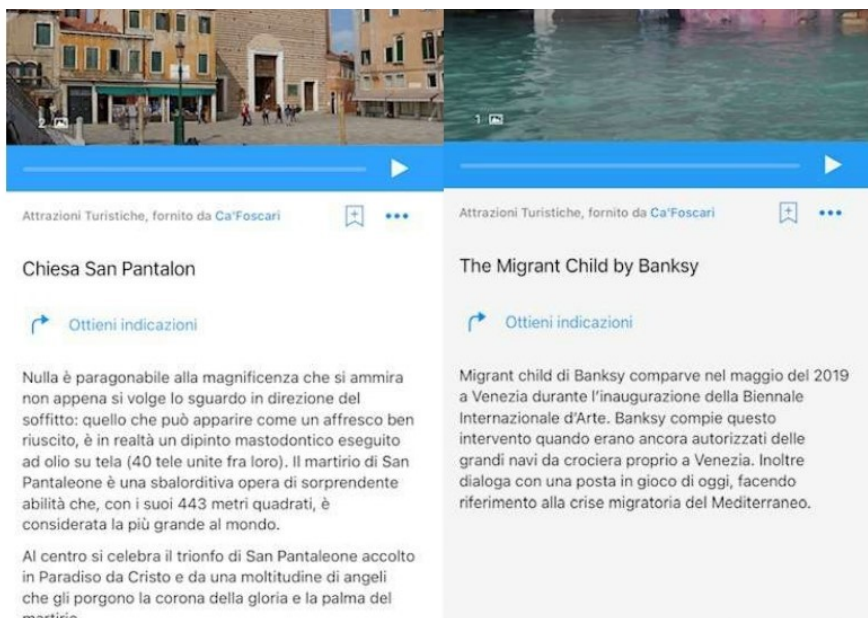 2
Attrazioni Turistiche, fornito da Ca'Foscari
Chiesa San Pantalon
Ottieni indicazioni
Nulla è paragonabile alla magnificenza che si ammira
non appena si volge lo sguardo in direzione del
soffitto: quello che può apparire come un affresco ben
riuscito, è in realtà un dipinto mastodontico eseguito
ad olio su tela (40 tele unite fra loro). Il martirio di San
Pantaleone è una sbalorditiva opera di sorprendente
abilità che, con i suoi 443 metri quadrati, è
considerata la più grande al mondo.
Al centro si celebra il trionfo di San Pantaleone accolto
in Paradiso da Cristo e da una moltitudine di angeli
che gli porgono la corona della gloria e la palma del
martirio
1
Attrazioni Turistiche, fornito da Ca'Foscari
The Migrant Child by Banksy
Ottieni indicazioni
Migrant child di Banksy comparve nel maggio del 2019
a Venezia durante l'inaugurazione della Biennale
Internazionale d'Arte. Banksy compie questo
intervento quando erano ancora autorizzati delle
grandi navi da crociera proprio a Venezia. Inoltre
dialoga con una posta in gioco di oggi, facendo
riferimento alla crise migratoria del Mediterraneo.